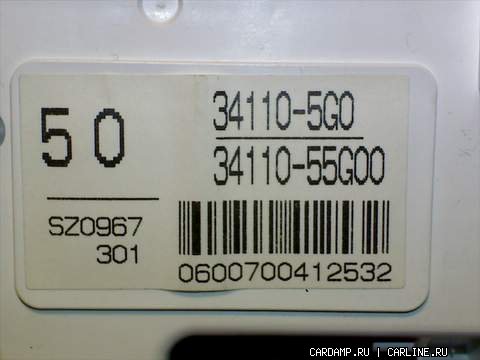 50
34110-5G0
34110-55G00
SZ0967
301
0600700412532
CARDAMP.RU | CARLINE.RU